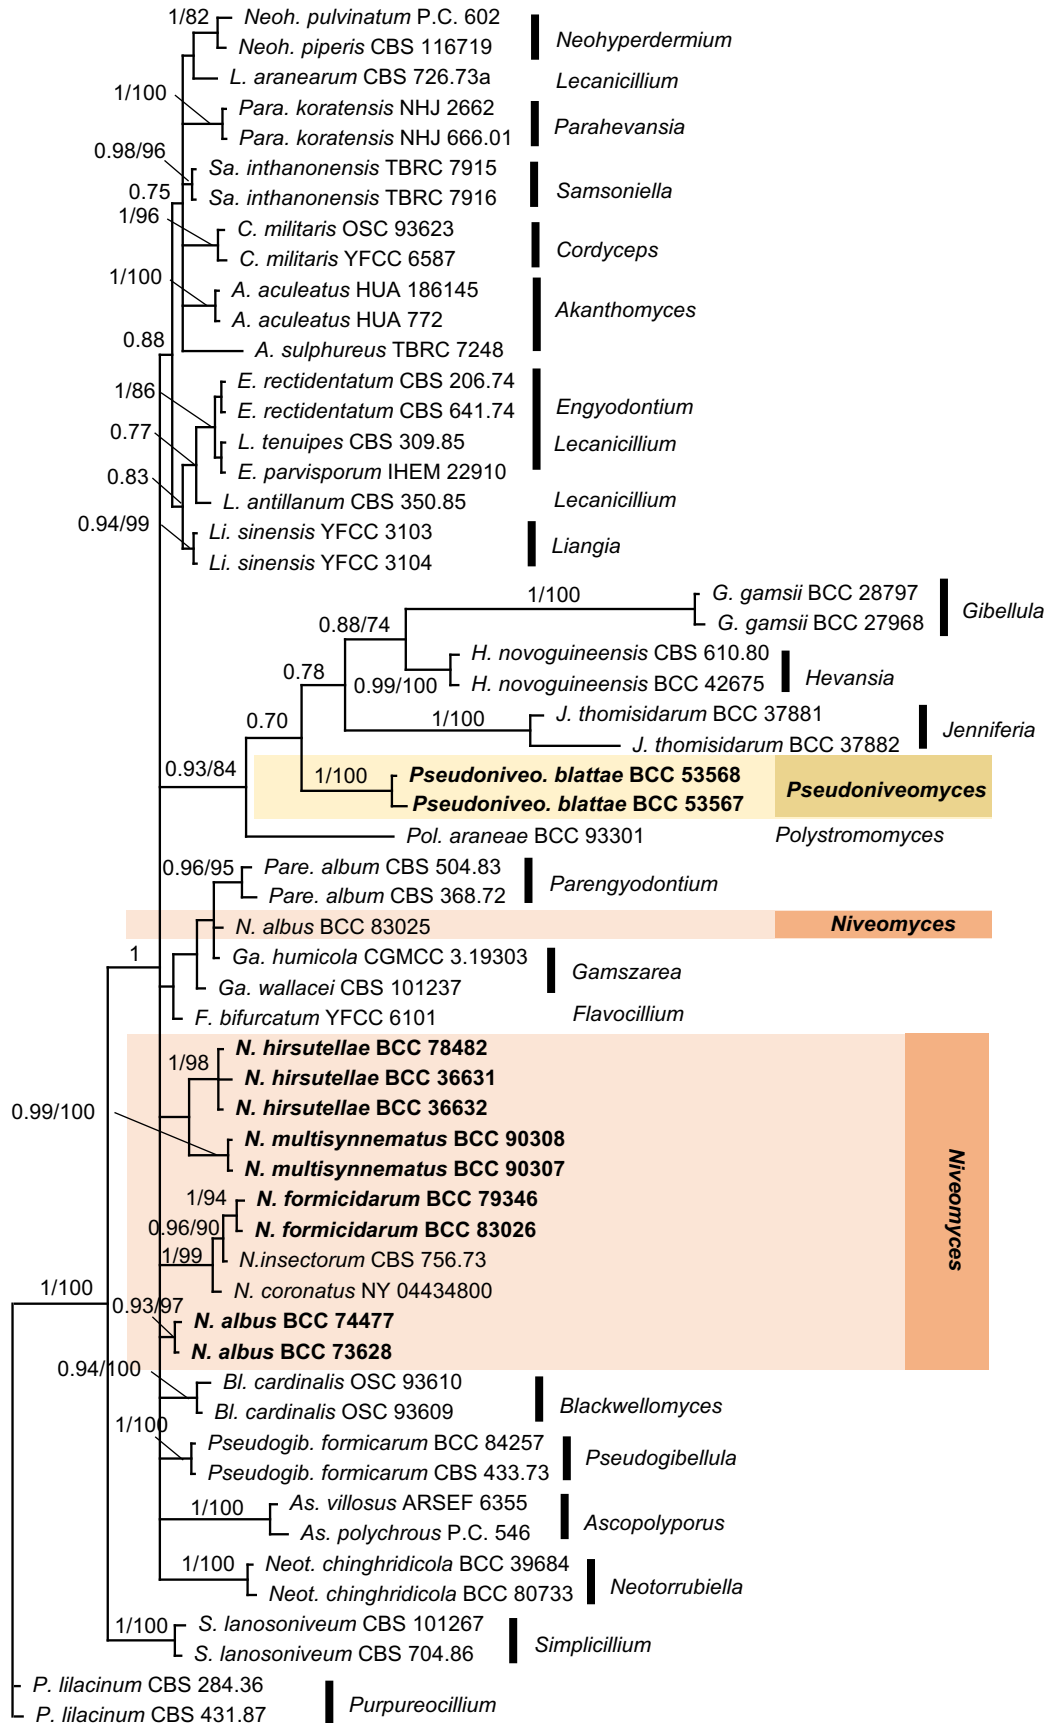 1/82
Neoh. pulvinatum P.C. 602
Neoh. piperis CBS 116719
Neohyperdermium
L. aranearum CBS 726.73a
Lecanicillium
1/100
Para. koratensis NHJ 2662
Para. koratensis NHJ 666.01
Parahevansia
0.98/96
Sa. inthanonensis TBRC 7915
Sa. inthanonensis TBRC 7916
Samsoniella
0.75
1/96
C. militaris OSC 93623
C. militaris YFCC 6587
Cordyceps
1/100
A. aculeatus HUA 186145
A. aculeatus HUA 772
Akanthomyces
0.88
A. sulphureus TBRC 7248
1/86
E. rectidentatum CBS 206.74
E. rectidentatum CBS 641.74
Engyodontium
0.77
L. tenuipes CBS 309.85
Lecanicillium
E. parvisporum IHEM 22910
0.83
L. antillanum CBS 350.85
Lecanicillium
0.94/99
Li. sinensis YFCC 3103
Li. sinensis YFCC 3104
Liangia
1/100
G. gamsii BCC 28797
G. gamsii BCC 27968
Gibellula
0.88/74
H. novoguineensis CBS 610.80
H. novoguineensis BCC 42675
Hevansia
0.78
0.99/100
0.70
1/100
J. thomisidarum BCC 37881
J. thomisidarum BCC 37882
Jenniferia
0.93/84
1/100
Pseudoniveo. blattae BCC 53568
Pseudoniveo. blattae BCC 53567
Pseudoniveomyces
Pol. araneae BCC 93301
Polystromomyces
0.96/95
Pare. album CBS 504.83
Pare. album CBS 368.72
Parengyodontium
N. albus BCC 83025
Niveomyces
1
Ga. humicola CGMCC 3.19303
Ga. wallacei CBS 101237
Gamszarea
F. bifurcatum YFCC 6101
Flavocillium
1/98
N. hirsutellae BCC 78482
N. hirsutellae BCC 36631
N. hirsutellae BCC 36632
0.99/100
N. multisynnematus BCC 90308
N. multisynnematus BCC 90307
Niveomyces
1/94
N. formicidarum BCC 79346
N. formicidarum BCC 83026
0.96/90
1/99
N.insectorum CBS 756.73
N. coronatus NY 04434800
1/100
0.93/97
N. albus BCC 74477
N. albus BCC 73628
0.94/100
Bl. cardinalis OSC 93610
Bl. cardinalis OSC 93609
Blackwellomyces
1/100
Pseudogib. formicarum BCC 84257
Pseudogib. formicarum CBS 433.73
Pseudogibellula
1/100
As. villosus ARSEF 6355
As. polychrous P.C. 546
Ascopolyporus
1/100
Neot. chinghridicola BCC 39684
Neot. chinghridicola BCC 80733
Neotorrubiella
1/100
S. lanosoniveum CBS 101267
S. lanosoniveum CBS 704.86
Simplicillium
P. lilacinum CBS 284.36
P. lilacinum CBS 431.87
Purpureocillium